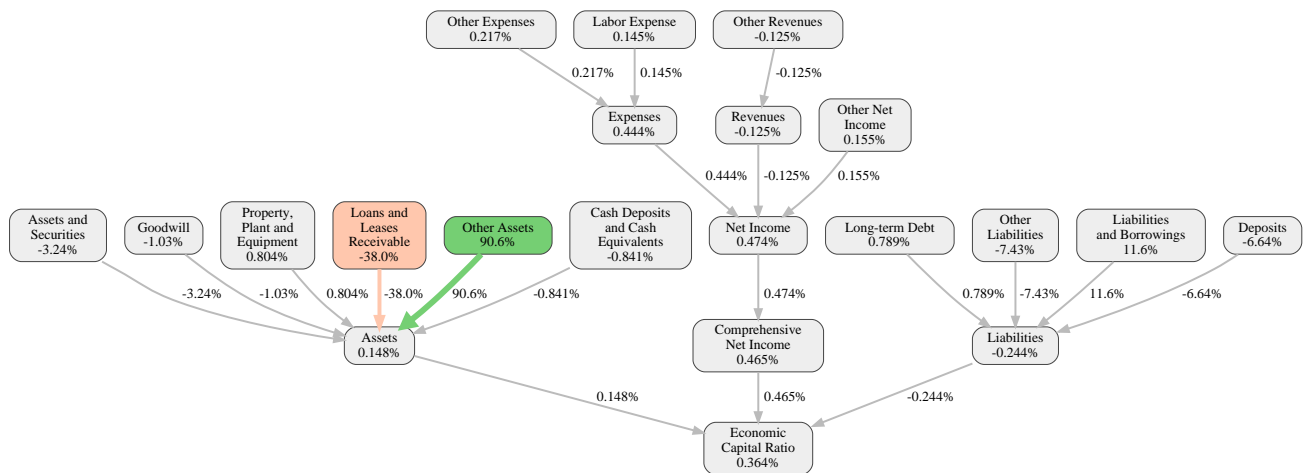 Other Expenses
0.217%
Labor Expense
0.145%
Other Revenues
-0.125%
0.217%
0.145%
-0.125%
Expenses
0.444%
Revenues
-0.125%
Other Net
Income
0.155%
0.444%
-0.125%
0.155%
Assets and
Securities
-3.24%
Goodwill
-1.03%
Property,
Plant and
Equipment
0.804%
Loans and
Leases
Receivable
-38.0%
Other Assets
90.6%
Cash Deposits
and Cash
Equivalents
-0.841%
Net Income
0.474%
Long-term Debt
0.789%
Other
Liabilities
-7.43%
Liabilities
and Borrowings
11.6%
Deposits
-6.64%
-3.24%
-1.03%
0.804%
-38.0%
90.6%
-0.841%
0.474%
0.789%
-7.43%
11.6%
-6.64%
Assets
0.148%
Comprehensive
Net Income
0.465%
Liabilities
-0.244%
0.148%
0.465%
-0.244%
Economic
Capital Ratio
0.364%